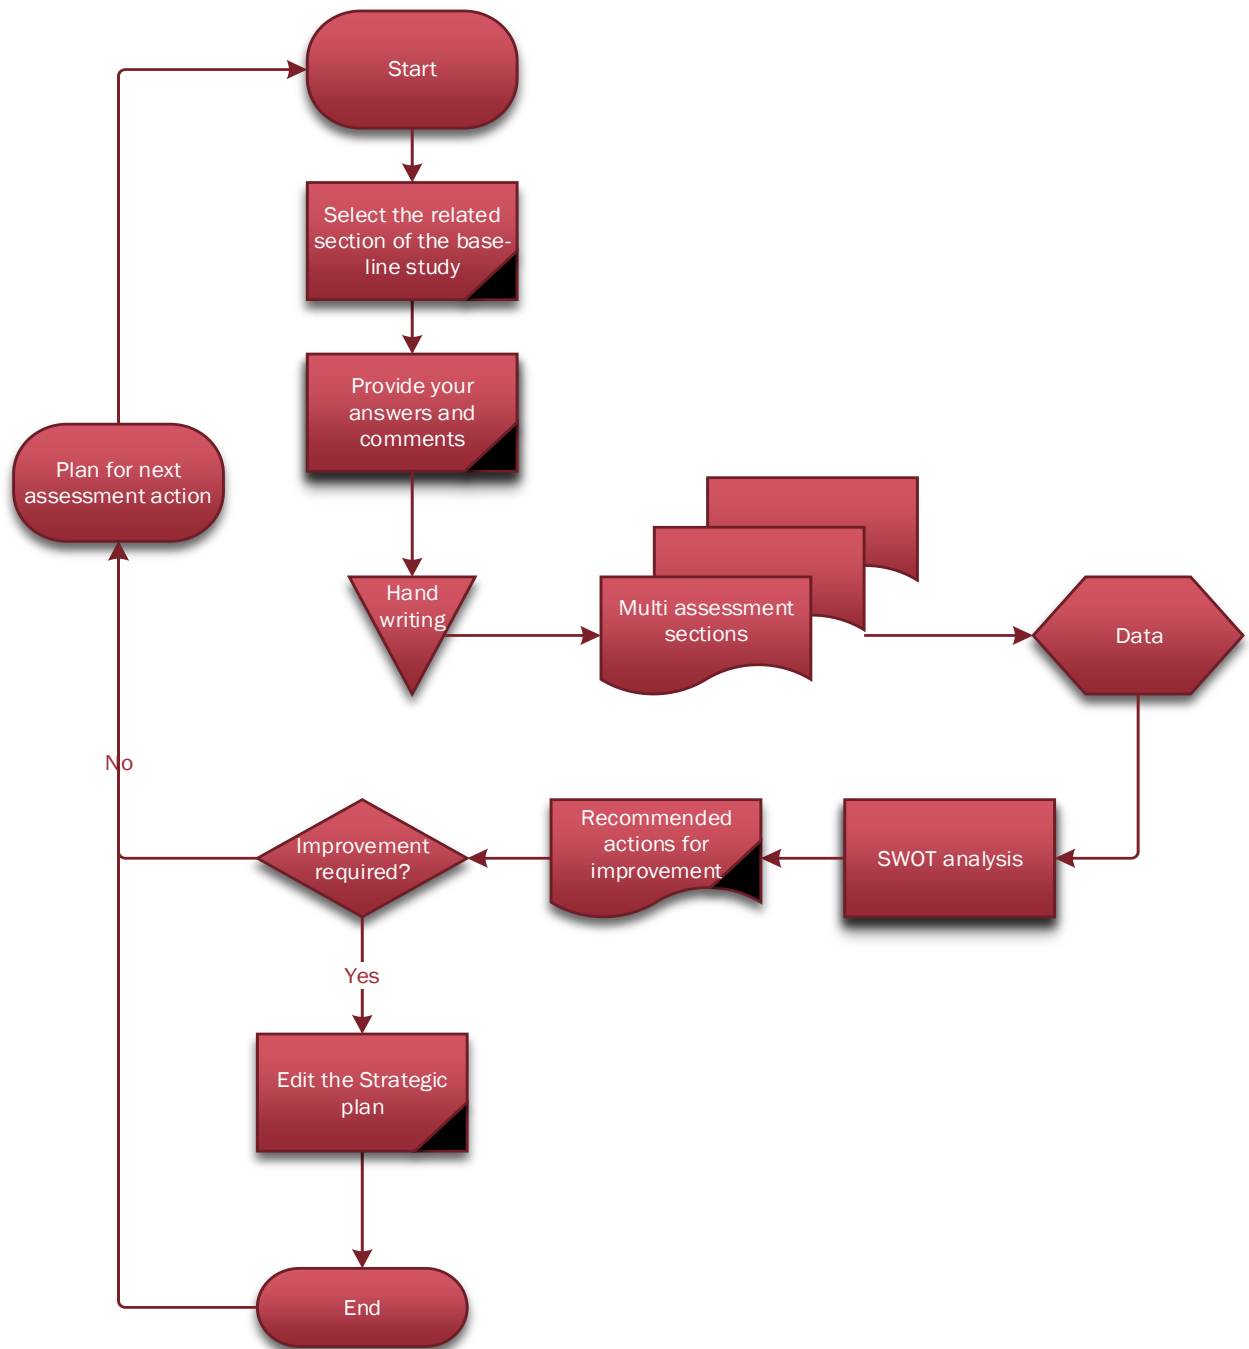 Start
Select the related
section of the base-
line study
Provide your
answers and
comments
Plan for next
assessment action
Hand
writing
Multi assessment
sections
Data
No
Improvement
required?
Recommended
actions for
improvement
SWOT analysis
Yes
Edit the Strategic
plan
End